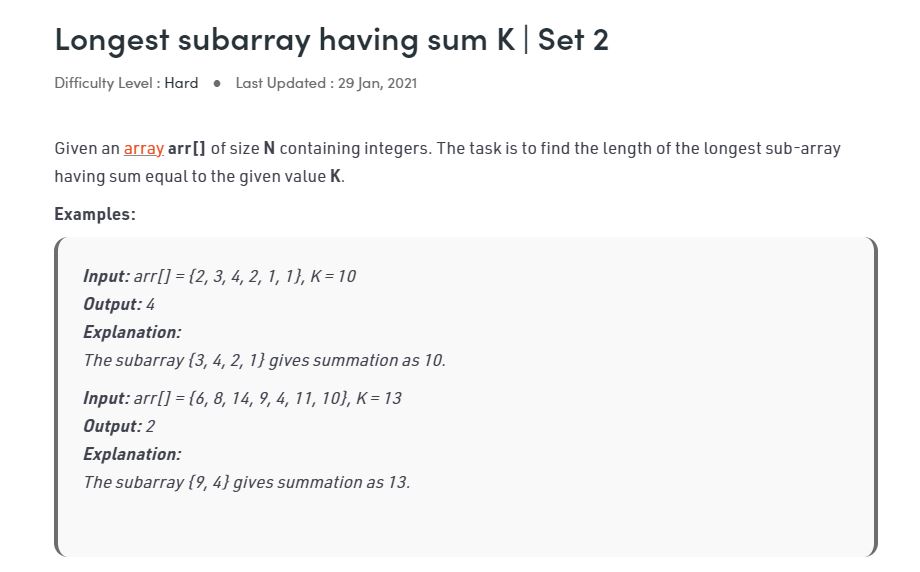 Longest subarray having sum K | Set 2
Difficulty Level : Hard ● Last Updated : 29 Jan, 2021
Given an array arr[] of size N containing integers. The task is to find the length of the longest sub-array
having sum equal to the given value K.
Examples:
Input: arr[] = {2, 3, 4, 2, 1, 1}, K = 10
Output: 4
Explanation:
The subarray {3, 4, 2, 1} gives summation as 10.
Input: arr[] = {6, 8, 14, 9, 4, 11, 10}, K = 13
Output: 2
Explanation:
The subarray {9, 4} gives summation as 13.